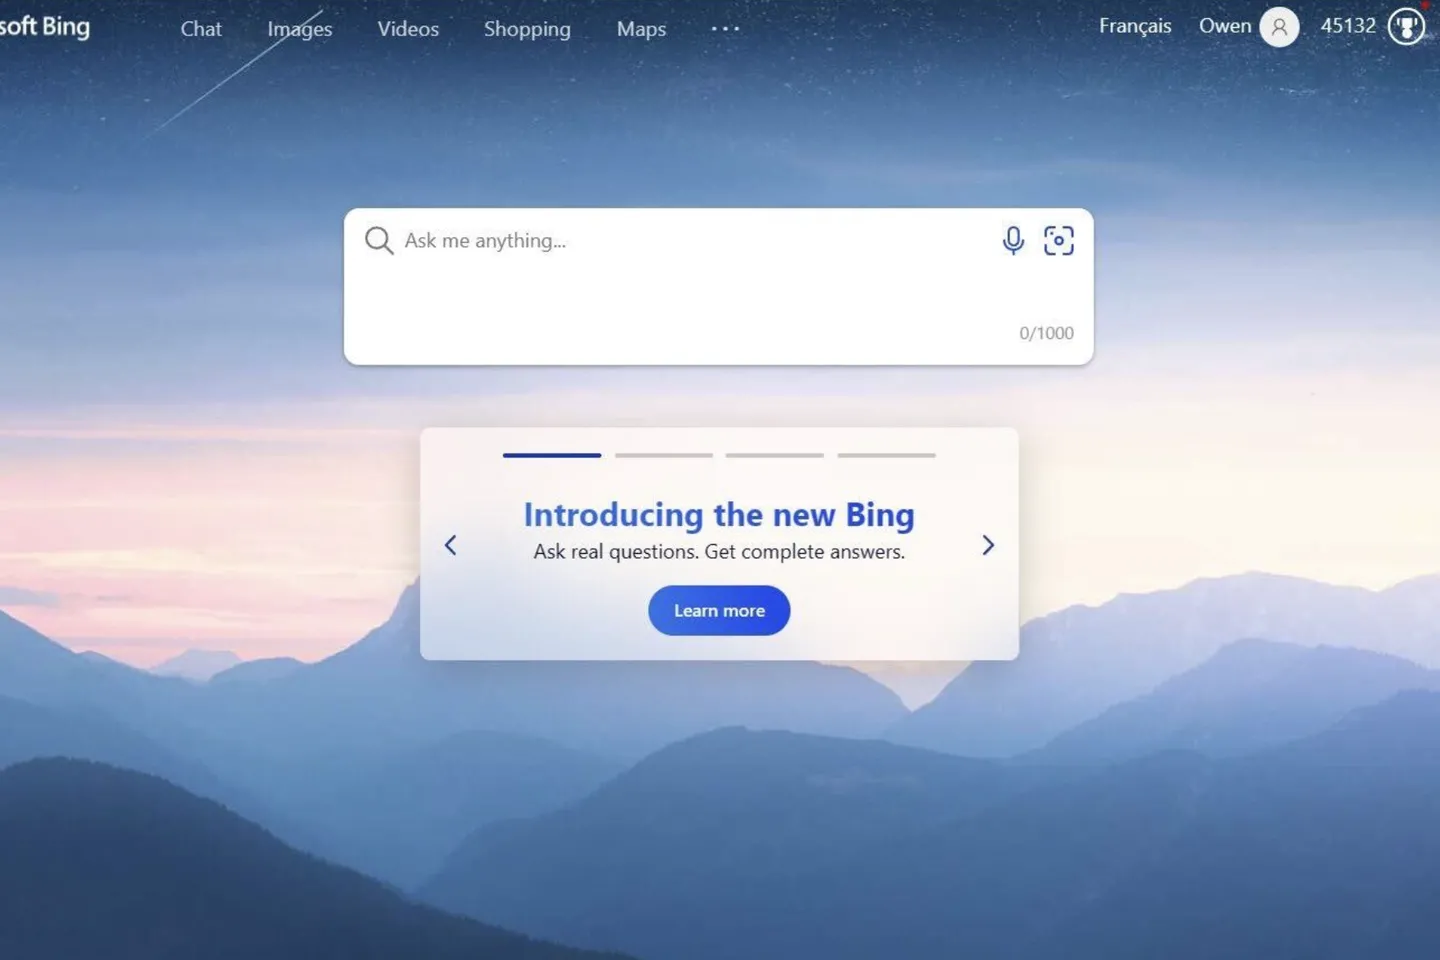 soft Bing
Chat Images Videos Shopping Maps ...
Français Owen 45132
Ask me anything...
0/1000
Introducing the new Bing
Ask real questions. Get complete answers.
Learn more